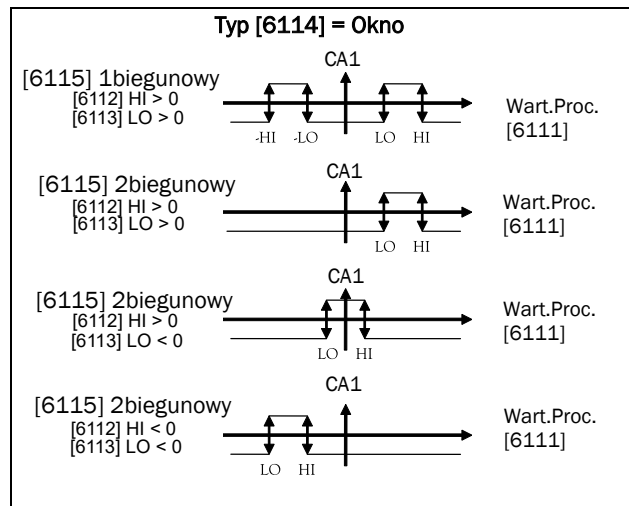 Typ [6114] = Okno
CA1
[6115] 1biegunowy
[6112] HI > 0
[6113] LO > 0
-HI -LO LO HI
Wart.Proc.
[6111]
CA1
[6115] 2biegunowy
[6112] HI > 0
[6113] LO > 0
LO HI
Wart.Proc.
[6111]
CA1
[6115] 2biegunowy
[6112] HI > 0
[6113] LO < 0
LO HI
Wart.Proc.
[6111]
CA1
[6115] 2biegunowy
[6112] HI < 0
[6113] LO < 0
LO HI
Wart.Proc.
[6111]